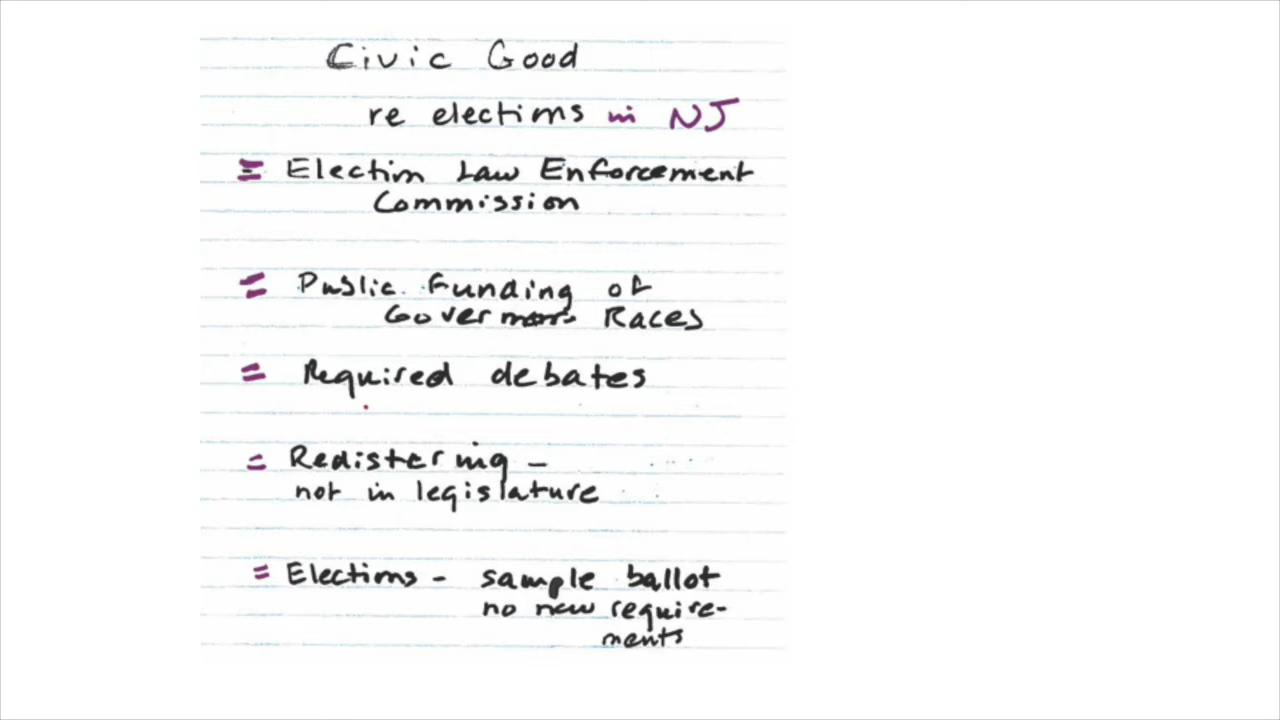 Civic Good
re elections in NJ
= Election Law Enforcement
Commission
= Public Funding of
Governor Races
= Required debates
= Redistering -
not in legislature
= Elections - sample ballot
no new require-
ments